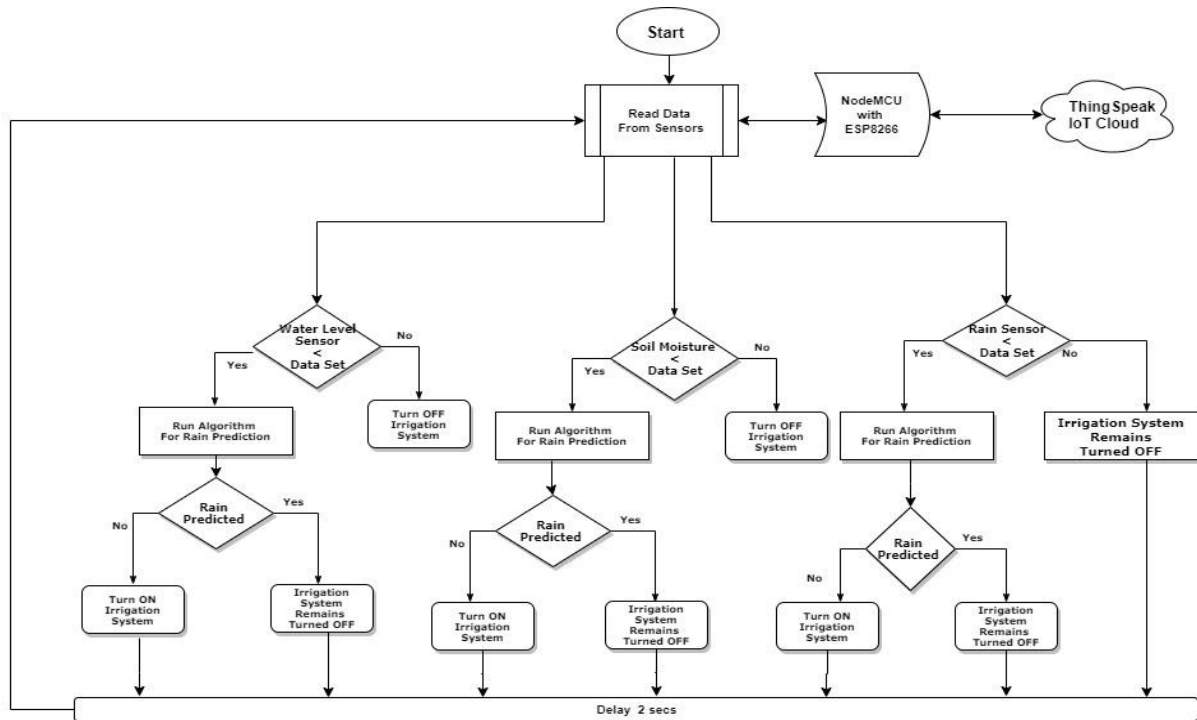 Start
Read Data
From Sensors
NodeMCU
with
ESP8266
ThingSpeak
IoT Cloud
Water Level
Sensor
<
Data Set
Yes
No
Soil Moisture
<
Data Set
Yes
No
Rain Sensor
<
Data Set
Yes
No
Run Algorithm
For Rain Prediction
Turn OFF
Irrigation
System
Run Algorithm
For Rain Prediction
Turn OFF
Irrigation
System
Run Algorithm
For Rain Prediction
Irrigation System
Remains
Turned OFF
Rain
Predicted
No
Yes
Rain
Predicted
No
Yes
Rain
Predicted
No
Yes
Turn ON
Irrigation
System
Irrigation
System
Remains
Turned OFF
Turn ON
Irrigation
System
Irrigation
System
Remains
Turned OFF
Turn ON
Irrigation
System
Irrigation
System
Remains
Turned OFF
Delay 2 secs